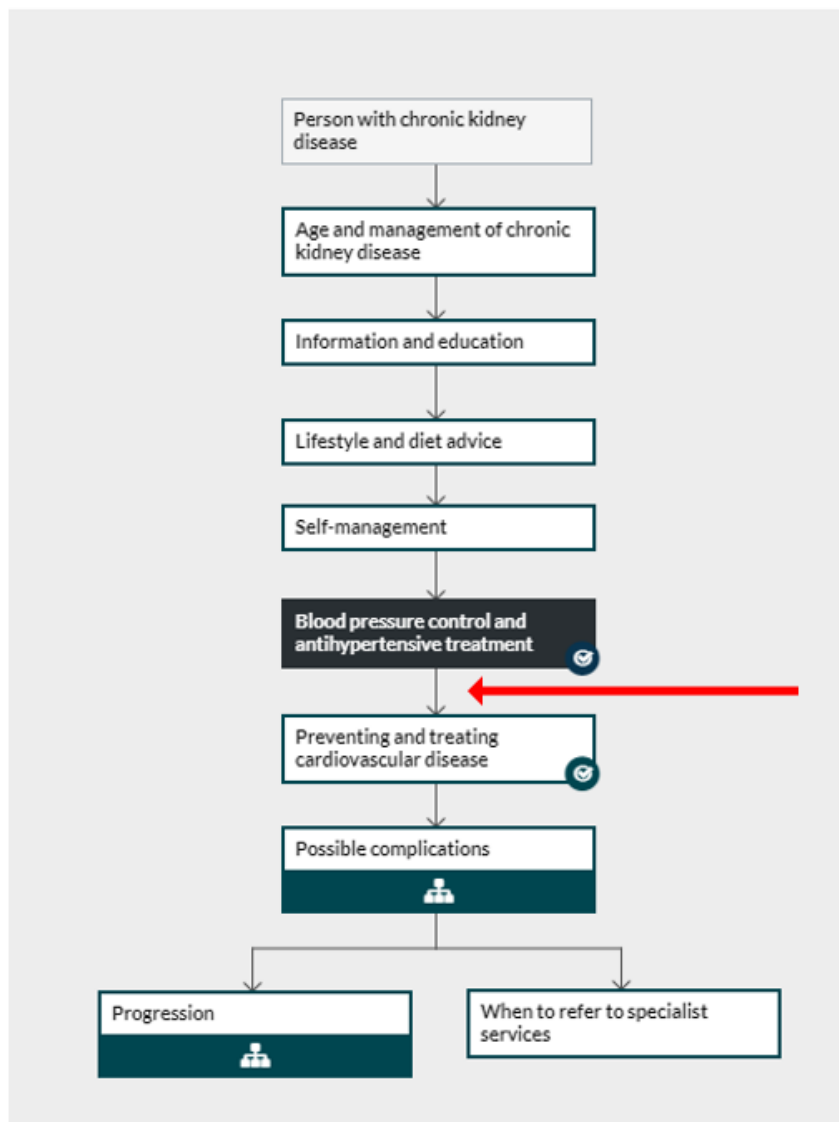 Person with chronic kidney
disease
Age and management of chronic
kidney disease
Information and education
Lifestyle and diet advice
Self-management
Blood pressure control and
antihypertensive treatment
Preventing and treating
cardiovascular disease
Possible complications
Progression
When to refer to specialist
services